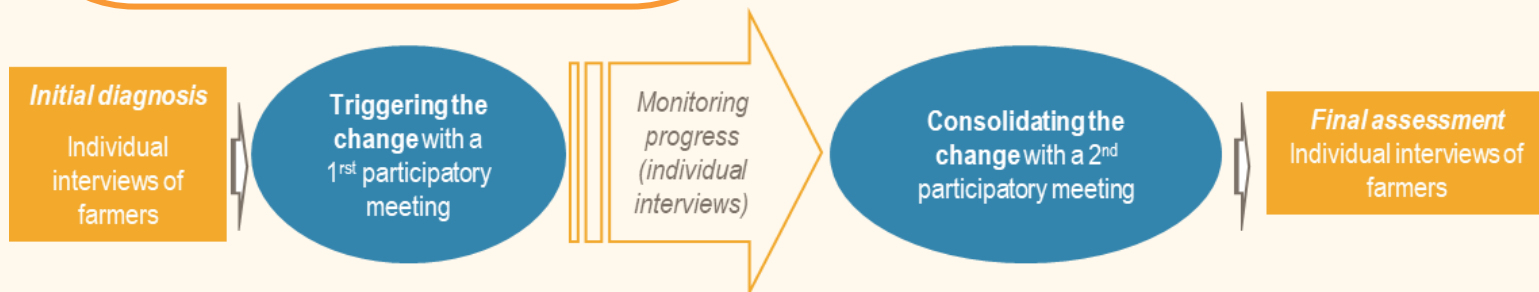 Initial diagnosis
Individual
interviews of
farmers
Triggering the
change with a
1rst participatory
meeting
Monitoring
progress
(individual
interviews)
Consolidating the
change with a 2nd
participatory meeting
Final assessment
Individual interviews of
farmers